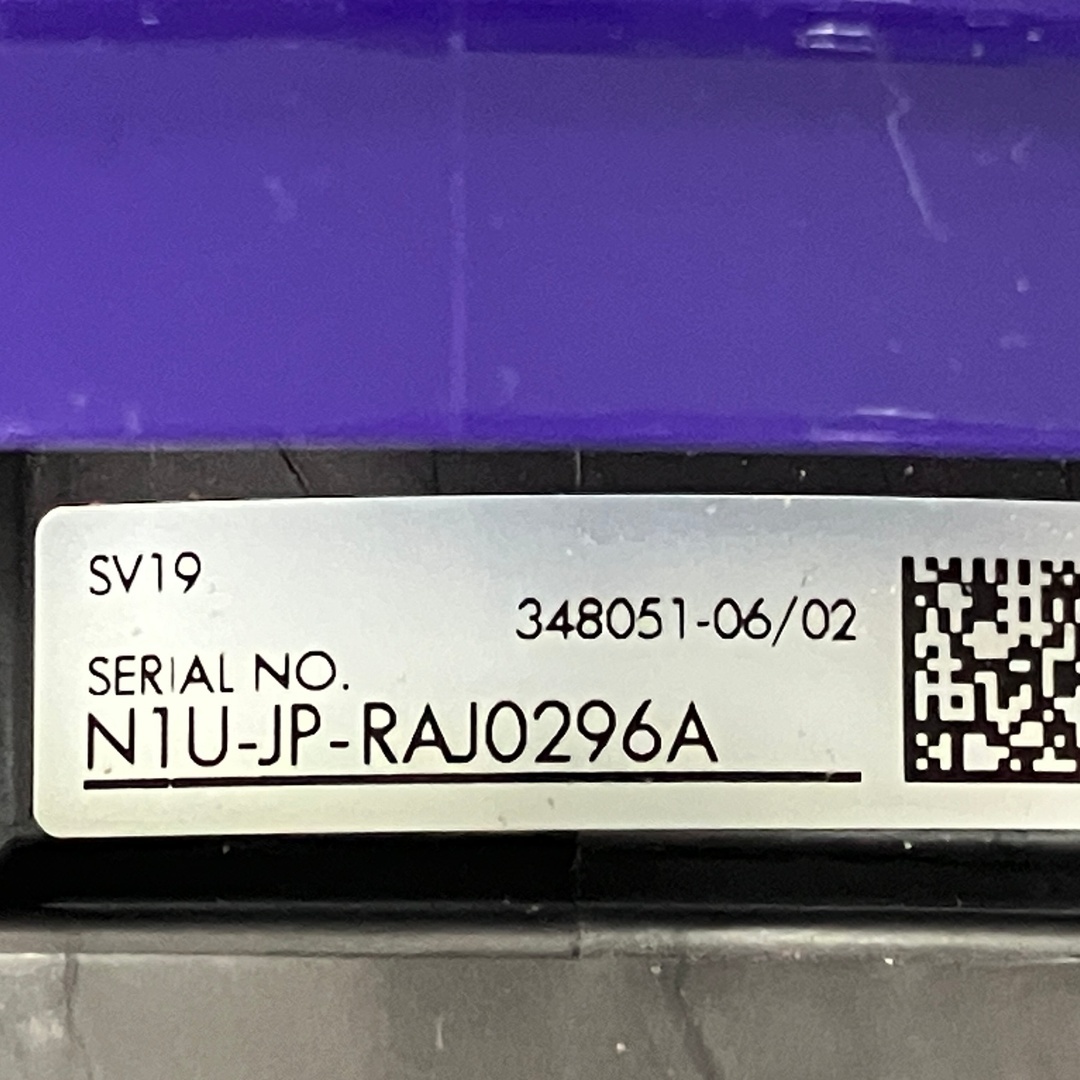 SV19
348051-06/02
SERIAL NO.
N1U-JP-RAJ0296A